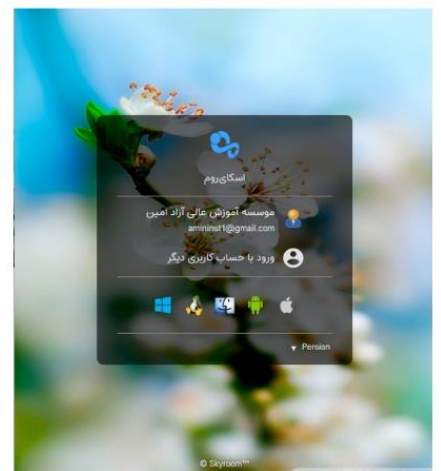 اسکای‌روم
موسسه آموزش عالی آزاد امین
amininst1@gmail.com
ورود با حساب کاربری دیگر
Persian
© Skyroom™